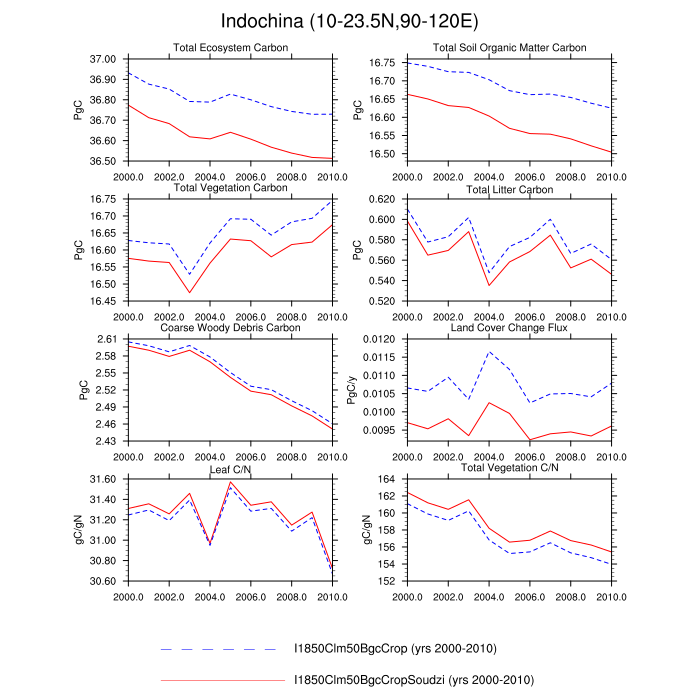 Indochina (10-23.5N,90-120E)
Total Ecosystem Carbon
Total Soil Organic Matter Carbon
37.00
36.90
36.80
36.70
36.60
36.50
PgC
2000.0 2002.0 2004.0 2006.0 2008.0 2010.0
16.75
16.70
16.65
16.60
16.55
16.50
PgC
2000.0 2002.0 2004.0 2006.0 2008.0 2010.0
Total Vegetation Carbon
Total Litter Carbon
16.75
16.70
16.65
16.60
16.55
16.50
16.45
PgC
2000.0 2002.0 2004.0 2006.0 2008.0 2010.0
0.620
0.600
0.580
0.560
0.540
0.520
PgC
2000.0 2002.0 2004.0 2006.0 2008.0 2010.0
Coarse Woody Debris Carbon
Land Cover Change Flux
2.61
2.58
2.55
2.52
2.49
2.46
2.43
PgC
2000.0 2002.0 2004.0 2006.0 2008.0 2010.0
0.0120
0.0115
0.0110
0.0105
0.0100
0.0095
PgC/y
2000.0 2002.0 2004.0 2006.0 2008.0 2010.0
Leaf C/N
Total Vegetation C/N
31.60
31.40
31.20
31.00
30.80
30.60
gC/gN
2000.0 2002.0 2004.0 2006.0 2008.0 2010.0
164
162
160
158
156
154
152
gC/gN
2000.0 2002.0 2004.0 2006.0 2008.0 2010.0
I1850Clm50BgcCrop (yrs 2000-2010)
I1850Clm50BgcCropSoudzi (yrs 2000-2010)